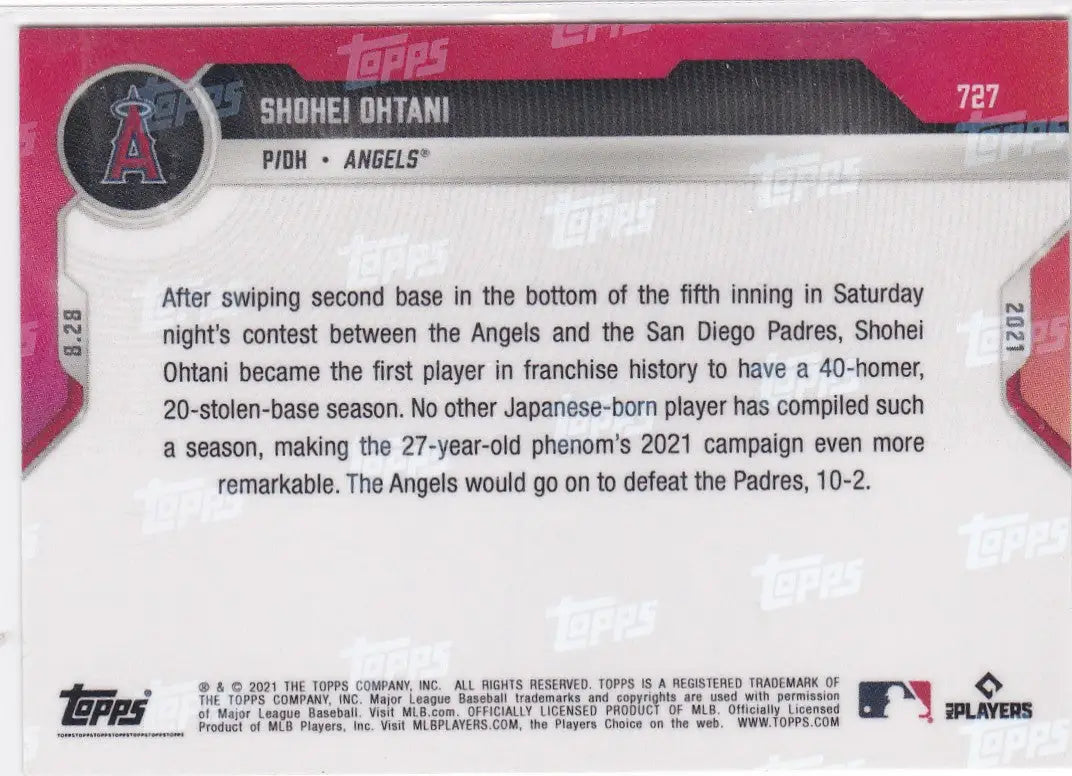 SHOHEI OHTANI
727
P/DH • ANGELS®
8.28
2021
After swiping second base in the bottom of the fifth inning in Saturday
night's contest between the Angels and the San Diego Padres, Shohei
Ohtani became the first player in franchise history to have a 40-homer,
20-stolen-base season. No other Japanese-born player has compiled such
a season, making the 27-year-old phenom's 2021 campaign even more
remarkable. The Angels would go on to defeat the Padres, 10-2.
Topps®
® & © 2021 THE TOPPS COMPANY, INC. ALL RIGHTS RESERVED. TOPPS IS A REGISTERED TRADEMARK OF
THE TOPPS COMPANY, INC. Major League Baseball trademarks and copyrights are used with permission
of Major League Baseball. Visit MLB.com. OFFICIALLY LICENSED PRODUCT OF MLB. Officially Licensed
Product of MLB Players, Inc. Visit MLBPLAYERS.COM, the Players Choice on the web. WWW.TOPPS.COM
MLB PLAYERS